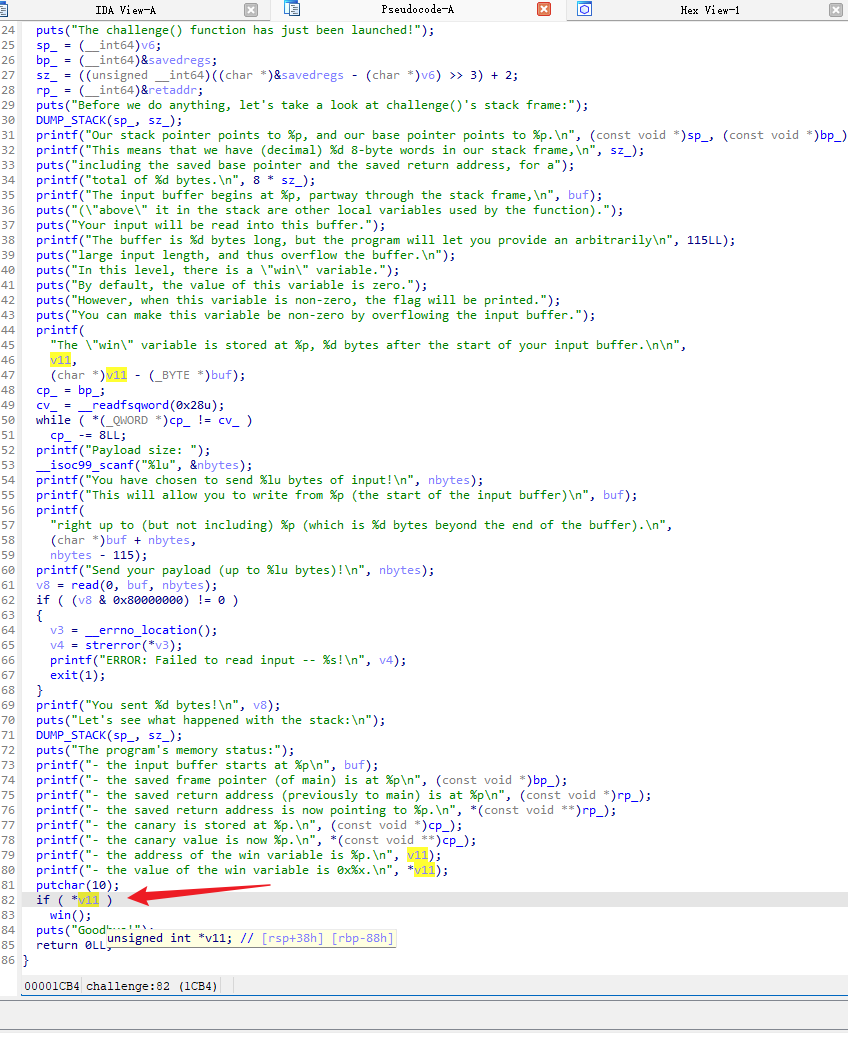 IDA View-A Pseudocode-A Hex View-1
24 puts("The challenge() function has just been launched!");
25 sp_ = (__int64)v6;
26 bp_ = (__int64)&savedregs;
27 sz_ = ((unsigned __int64)((char *)&savedregs - (char *)v6) >> 3) + 2;
28 rp_ = (__int64)&retaddr;
29 puts("Before we do anything, let's take a look at challenge()'s stack frame:");
30 DUMP_STACK(sp_, sz_);
31 printf("Our stack pointer points to %p, and our base pointer points to %p.\n", (const void *)sp_, (const void *)bp_)
32 printf("This means that we have (decimal) %d 8-byte words in our stack frame,\n", sz_);
33 puts("including the saved base pointer and the saved return address, for a");
34 printf("total of %d bytes.\n", 8 * sz_);
35 printf("The input buffer begins at %p, partway through the stack frame,\n", buf);
36 puts("(\"above\" it in the stack are other local variables used by the function).");
37 puts("Your input will be read into this buffer.");
38 printf("The buffer is %d bytes long, but the program will let you provide an arbitrarily\n", 115LL);
39 puts("large input length, and thus overflow the buffer.\n");
40 puts("In this level, there is a \"win\" variable.");
41 puts("By default, the value of this variable is zero.");
42 puts("However, when this variable is non-zero, the flag will be printed.");
43 puts("You can make this variable be non-zero by overflowing the input buffer.");
44 printf(
45 "The \"win\" variable is stored at %p, %d bytes after the start of your input buffer.\n\n",
46 v11,
47 (char *)v11 - (_BYTE *)buf);
48 cp_ = bp_;
49 cv_ = __readfsqword(0x28u);
50 while ( *(_QWORD *)cp_ != cv_ )
51 cp_ -= 8LL;
52 printf("Payload size: ");
53 __isoc99_scanf("%lu", &nbytes);
54 printf("You have chosen to send %lu bytes of input!\n", nbytes);
55 printf("This will allow you to write from %p (the start of the input buffer)\n", buf);
56 printf(
57 "right up to (but not including) %p (which is %d bytes beyond the end of the buffer).\n",
58 (char *)buf + nbytes,
59 nbytes - 115);
60 printf("Send your payload (up to %lu bytes)!\n", nbytes);
61 v8 = read(0, buf, nbytes);
62 if ( (v8 & 0x80000000) != 0 )
63 {
64 v3 = __errno_location();
65 v4 = strerror(*v3);
66 printf("ERROR: Failed to read input -- %s!\n", v4);
67 exit(1);
68 }
69 printf("You sent %d bytes!\n", v8);
70 puts("Let's see what happened with the stack:\n");
71 DUMP_STACK(sp_, sz_);
72 puts("The program's memory status:");
73 printf("- the input buffer starts at %p\n", buf);
74 printf("- the saved frame pointer (of main) is at %p\n", (const void *)bp_);
75 printf("- the saved return address (previously to main) is at %p\n", (const void *)rp_);
76 printf("- the saved return address is now pointing to %p.\n", *(const void **)rp_);
77 printf("- the canary is stored at %p.\n", (const void *)cp_);
78 printf("- the canary value is now %p.\n", *(const void **)cp_);
79 printf("- the address of the win variable is %p.\n", v11);
80 printf("- the value of the win variable is 0x%x.\n", *v11);
81 putchar(10);
82 if ( *v11 )
83 win();
84 puts("Goodbye!");
unsigned int *v11; // [rsp+38h] [rbp-88h]
85 return 0LL;
86 }
00001CB4 challenge:82 (1CB4)